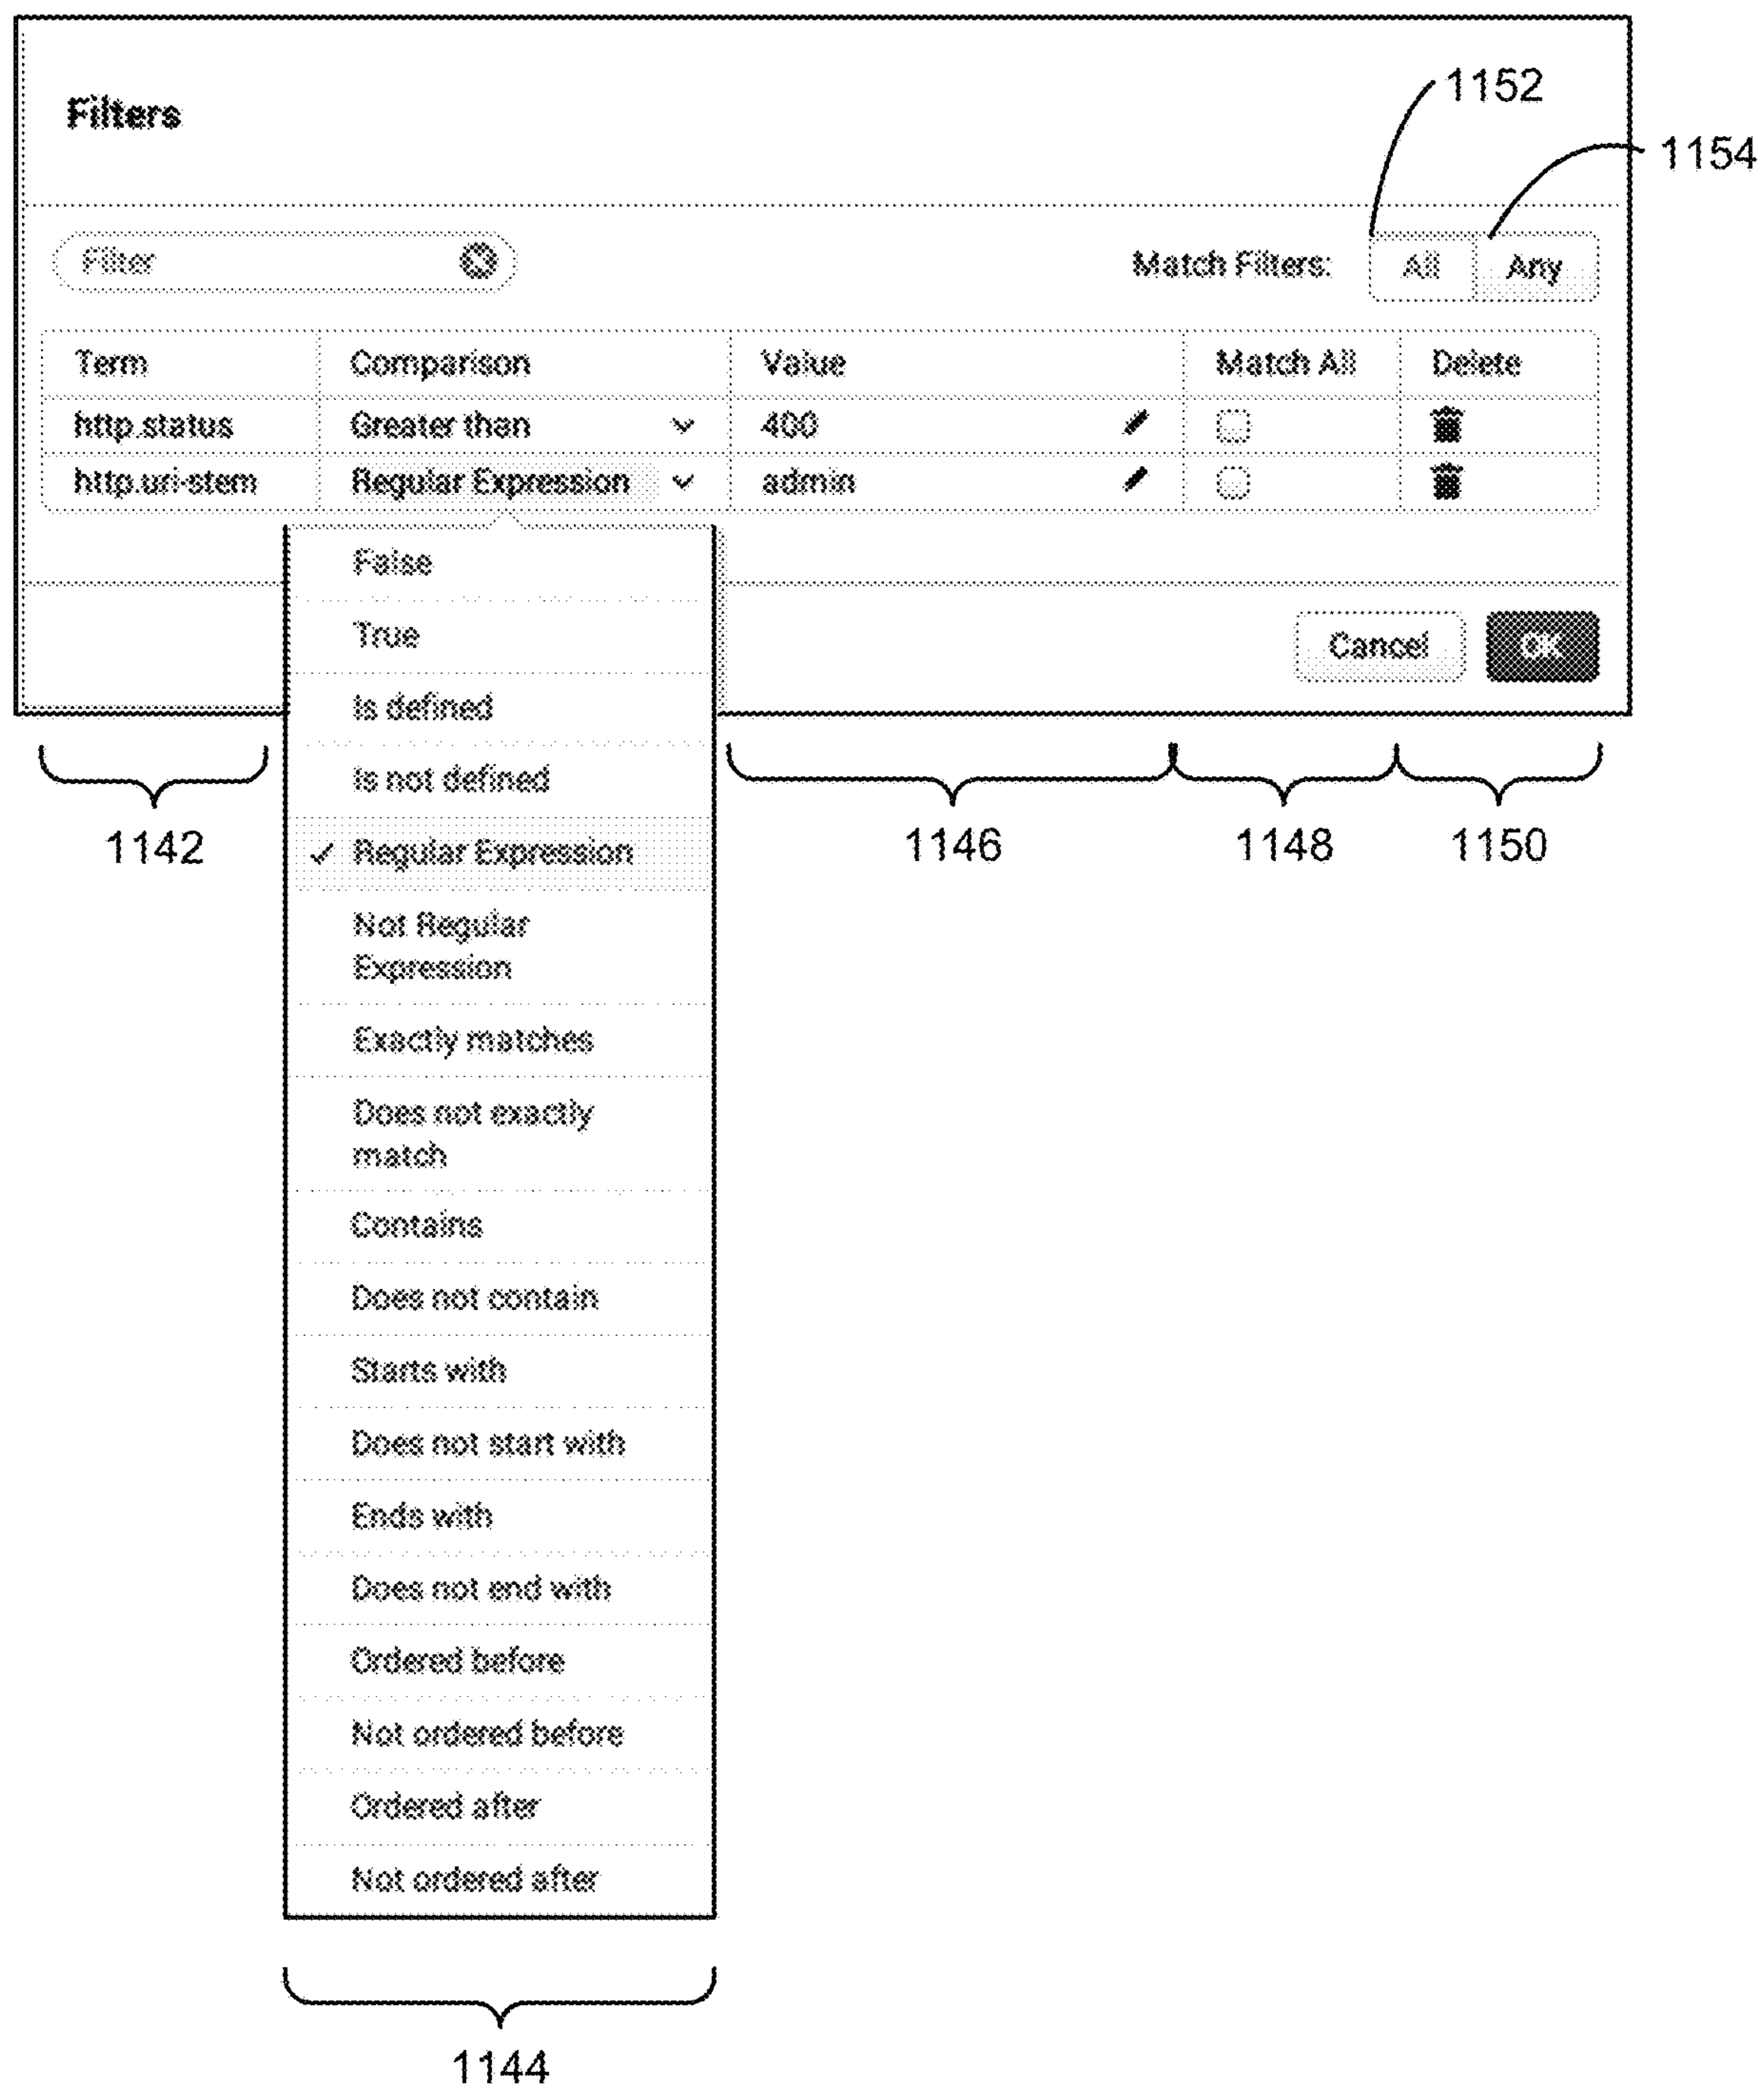 1152
Filters
1154
Filter
Match Filters: All Any
Term Comparison Value Match All Delete
http.status Greater than 400
http.uri-stem Regular Expression admin
False
True
Cancel OK
Is defined
Is not defined
1142 1146 1148 1150
Regular Expression
Not Regular
Expression
Exactly matches
Does not exactly
match
Contains
Does not contain
Starts with
Does not start with
Ends with
Does not end with
Ordered before
Not ordered before
Ordered after
Not ordered after
1144